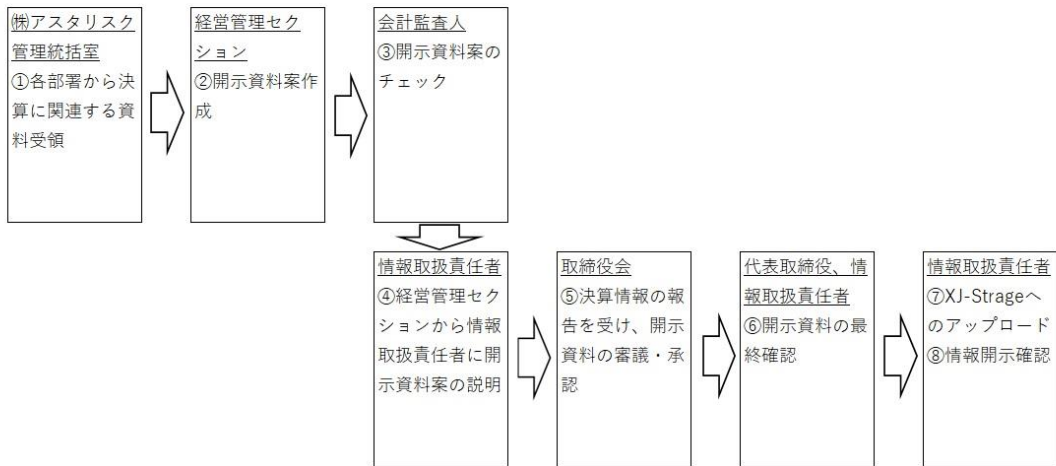 ㈱アスタリスク
管理統括室
①各部署から決
算に関連する資
料受領
経営管理セク
ション
②開示資料案作
成
会計監査人
③開示資料案の
チェック
情報取扱責任者
④経営管理セク
ションから情報
取扱責任者に開
示資料案の説明
取締役会
⑤決算情報の報
告を受け、開示
資料の審議・承
認
代表取締役、情
報取扱責任者
⑥開示資料の最
終確認
情報取扱責任者
⑦XJ-Strageへ
のアップロード
⑧情報開示確認